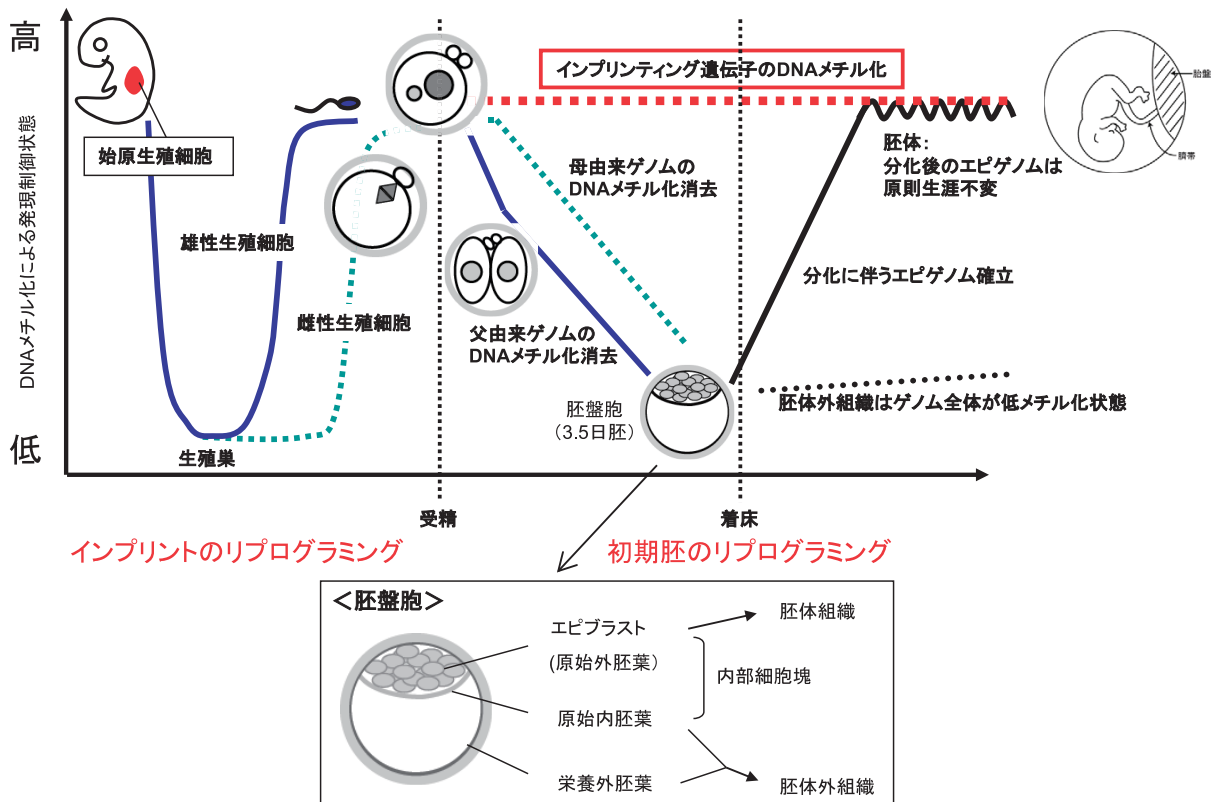 高
DNAメチル化による発現制御状態
低
始原生殖細胞
雄性生殖細胞
雌性生殖細胞
生殖巣
インプリンティング遺伝子のDNAメチル化
母由来ゲノムの
DNAメチル化消去
父由来ゲノムの
DNAメチル化消去
胚盤胞
(3.5日胚)
胚体:
分化後のエピゲノムは
原則生涯不変
胎盤
臍帯
分化に伴うエピゲノム確立
胚体外組織はゲノム全体が低メチル化状態
受精
着床
インプリントのリプログラミング
初期胚のリプログラミング
<胚盤胞>
エピブラスト
(原始外胚葉)
原始内胚葉
栄養外胚葉
内部細胞塊
胚体組織
胚体外組織